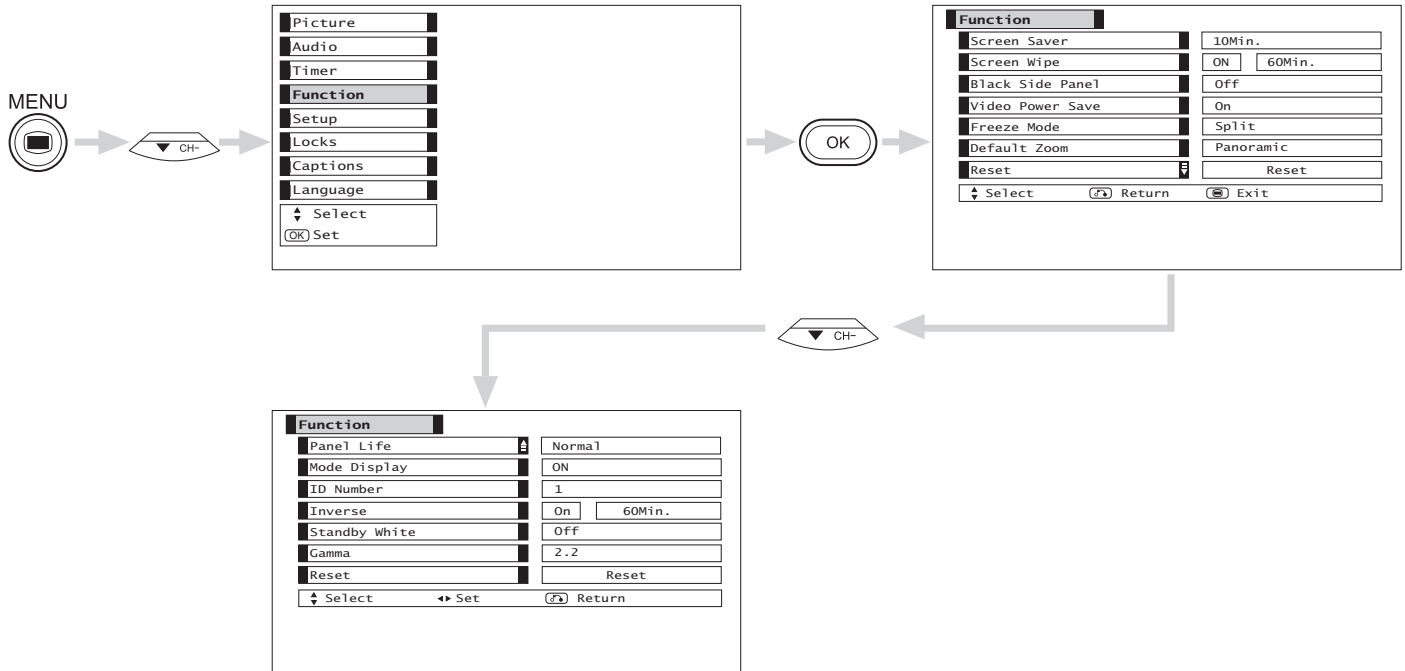 MENU
CH-
Picture
Audio
Timer
Function
Setup
Locks
Captions
Language
Select
OK Set
OK
Function
Screen Saver 10Min.
Screen Wipe ON 60Min.
Black Side Panel Off
Video Power Save On
Freeze Mode Split
Default Zoom Panoramic
Reset Reset
Select Return Exit
CH-
Function
Panel Life Normal
Mode Display ON
ID Number 1
Inverse On 60Min.
Standby White Off
Gamma 2.2
Reset Reset
Select Set Return